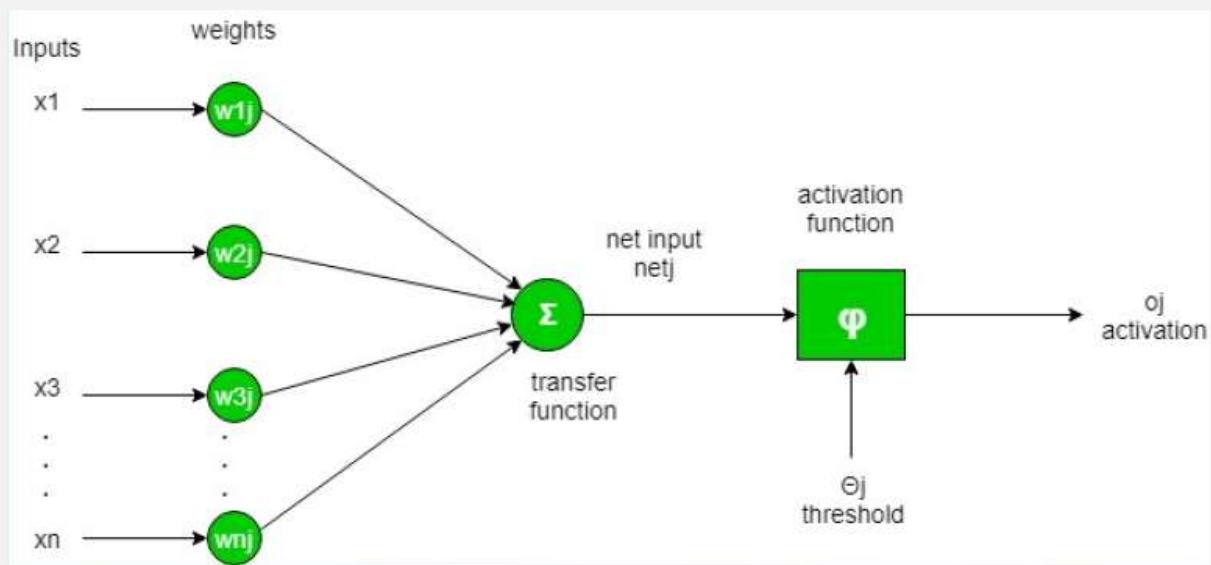 Inputs
weights
x1
w1j
x2
w2j
x3
w3j
.
.
.
.
.
.
xn
wnj
Σ
transfer
function
net input
netj
activation
function
φ
Θj
threshold
oj
activation